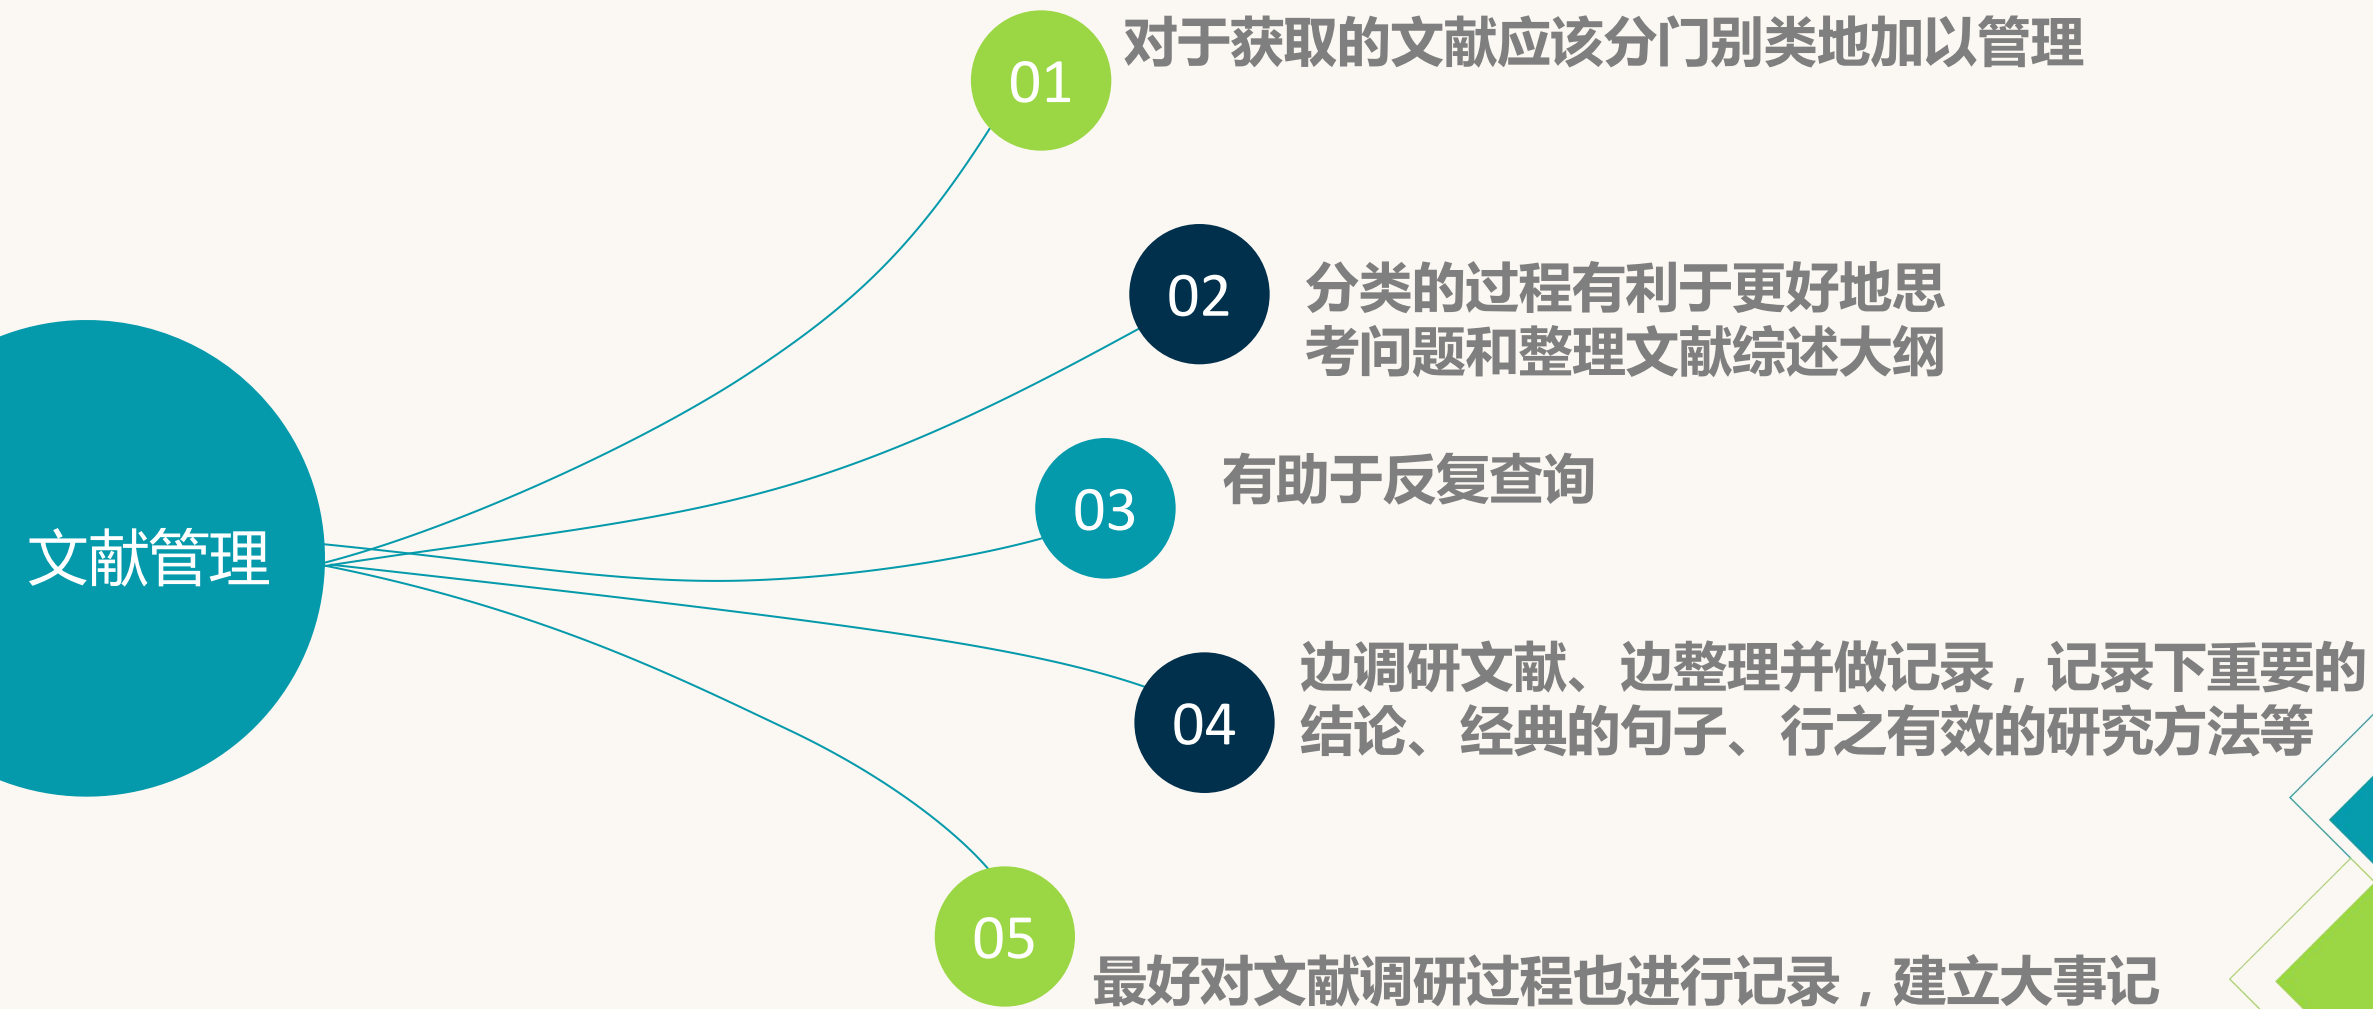 文献管理
01
对于获取的文献应该分门别类地加以管理
02
分类的过程有利于更好地思
考问题和整理文献综述大纲
03
有助于反复查询
04
边调研文献、边整理并做记录，记录下重要的
结论、经典的句子、行之有效的研究方法等
05
最好对文献调研过程也进行记录，建立大事记